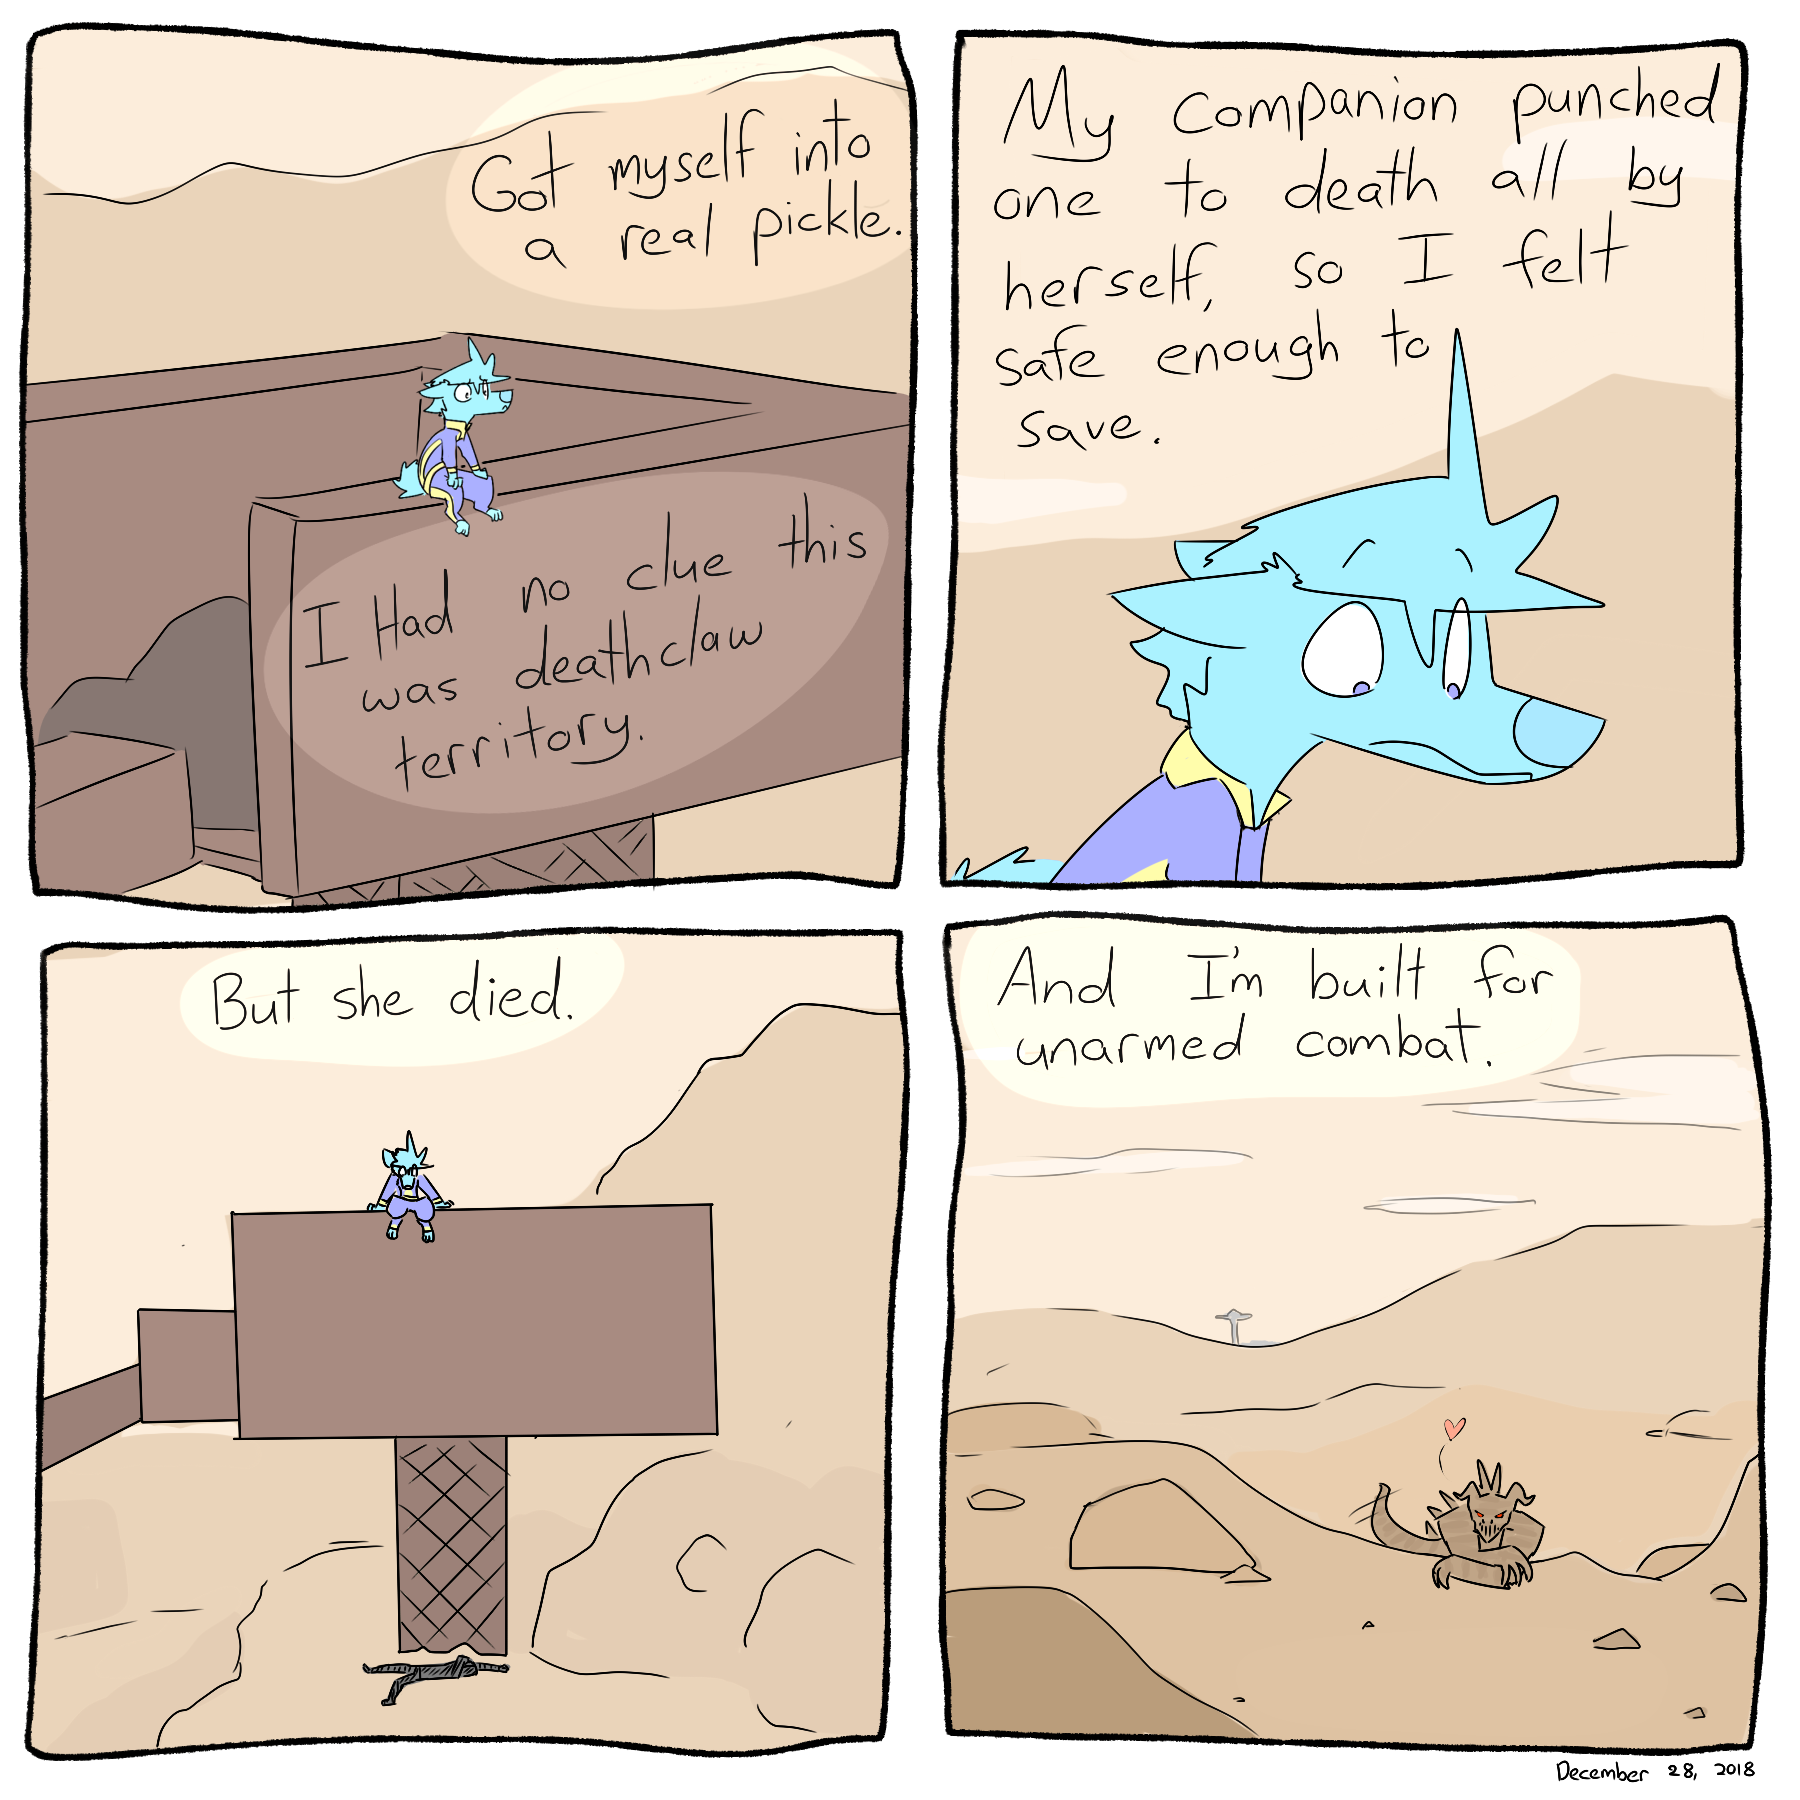 Got myself into
a real pickle.
I Had no clue this
was deathclaw
territory.
My companion punched
one to death all by
herself, so I felt
safe enough to
save.
But she died.
And I'm built for
unarmed combat.
December 28, 2018